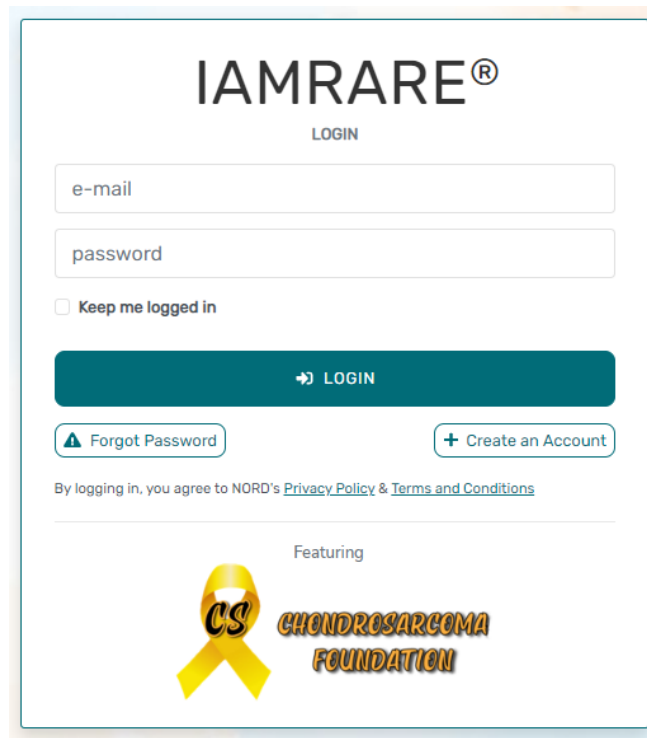 IAMRARE®
LOGIN
e-mail
password
Keep me logged in
LOGIN
Forgot Password
+ Create an Account
By logging in, you agree to NORD's Privacy Policy & Terms and Conditions
Featuring
CS
CHONDROSARCOMA
FOUNDATION